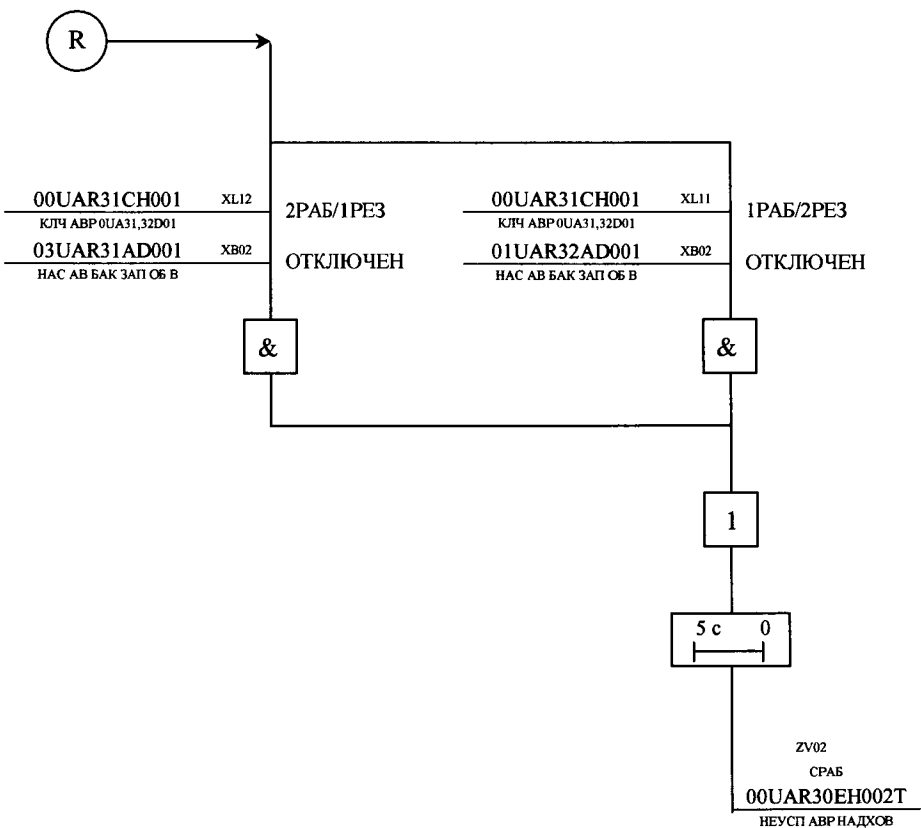 R
00UAR31CH001 XL12 2РАБ/1РЕЗ
КЛЧ АВР 0UA31,32D01
03UAR31AD001 XB02 ОТКЛЮЧЕН
НАС АВ БАК ЗАП ОБ В
00UAR31CH001 XL11 1РАБ/2РЕЗ
КЛЧ АВР 0UA31,32D01
01UAR32AD001 XB02 ОТКЛЮЧЕН
НАС АВ БАК ЗАП ОБ В
& &
1
5 с 0
ZV02
СРАБ
00UAR30EH002T
НЕУСП АВР НАДХОВ